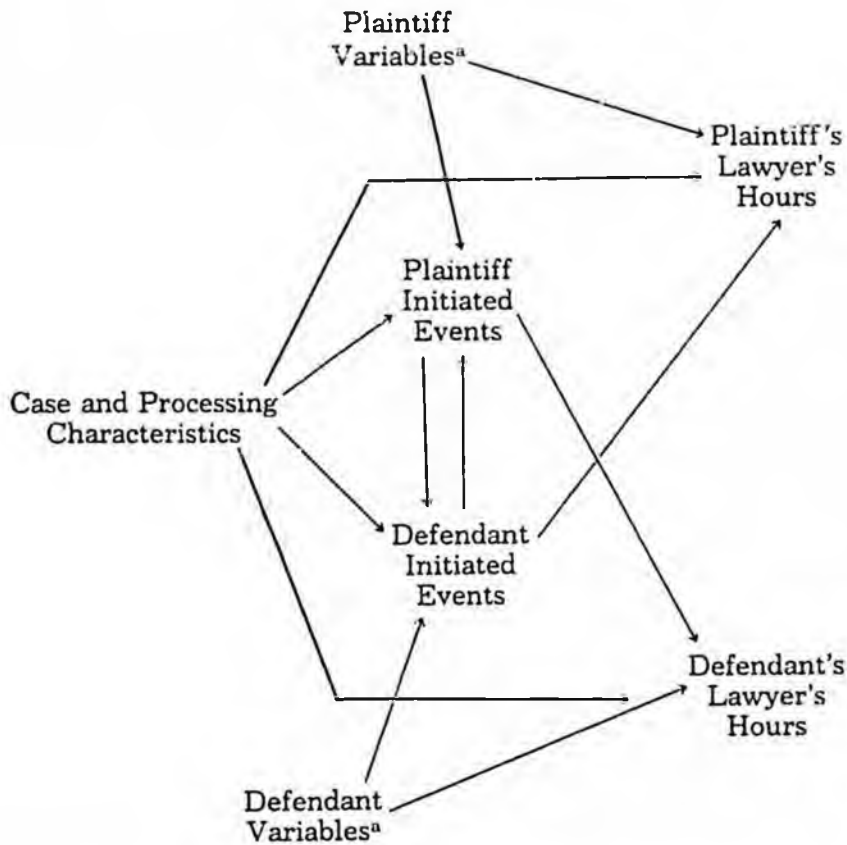 Plaintiff
Variablesᵃ
Plaintiff's
Lawyer's
Hours
Plaintiff
Initiated
Events
Case and Processing
Characteristics
Defendant
Initiated
Events
Defendant's
Lawyer's
Hours
Defendant
Variablesᵃ